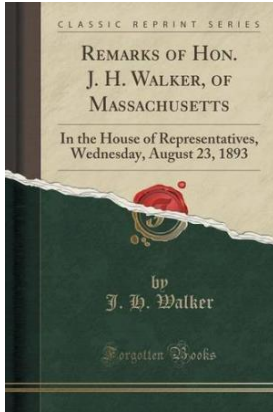 CLASSIC REPRINT SERIES
REMARKS OF HON.
J. H. WALKER, OF
MASSACHUSETTS
In the House of Representatives,
Wednesday, August 23, 1893
F
by
J. H. Walker
Forgotten Books